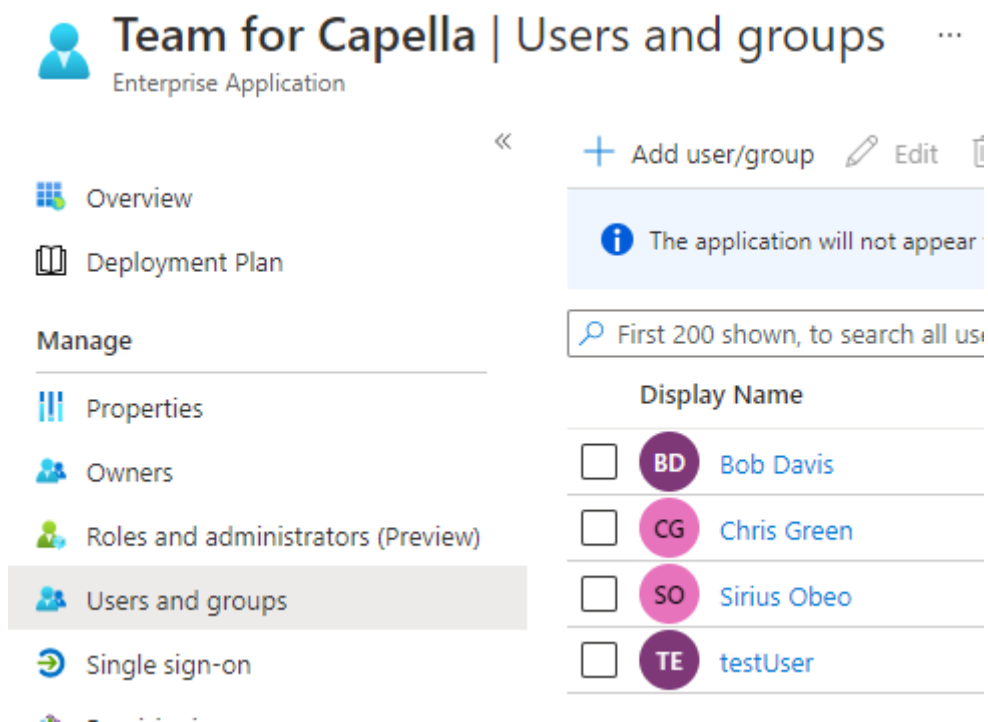 Team for Capella | Users and groups ...
Enterprise Application
«
Overview
Deployment Plan
Manage
Properties
Owners
Roles and administrators (Preview)
Users and groups
Single sign-on
+ Add user/group
Edit
The application will not appear
First 200 shown, to search all
Display Name
BD Bob Davis
CG Chris Green
SO Sirius Obeo
TE testUser